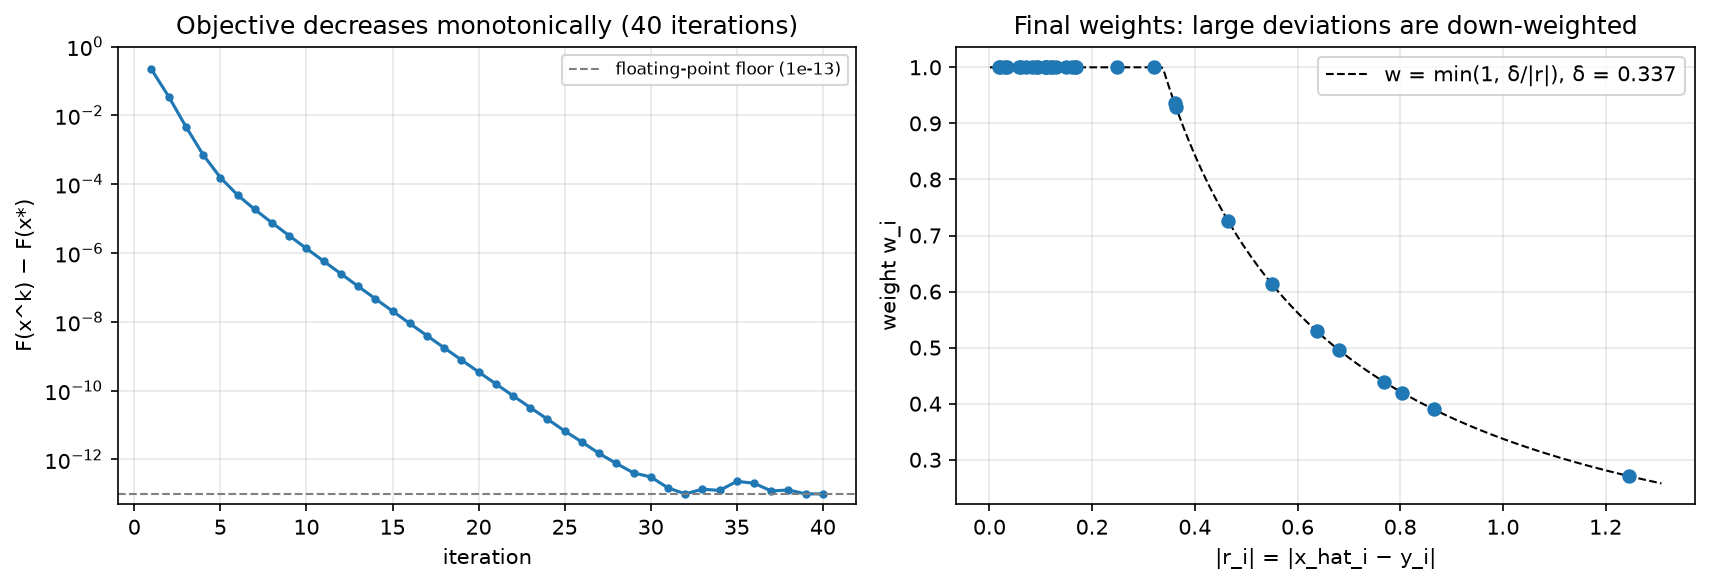 Objective decreases monotonically (40 iterations)
10⁰
10⁻²
10⁻⁴
10⁻⁶
10⁻⁸
10⁻¹⁰
10⁻¹²
F(x^k) − F(x*)
floating-point floor (1e-13)
0 5 10 15 20 25 30 35 40
iteration
Final weights: large deviations are down-weighted
1.0
0.9
0.8
0.7
0.6
0.5
0.4
0.3
weight w_i
w = min(1, δ/|r|), δ = 0.337
0.0 0.2 0.4 0.6 0.8 1.0 1.2
|r_i| = |x_hat_i − y_i|